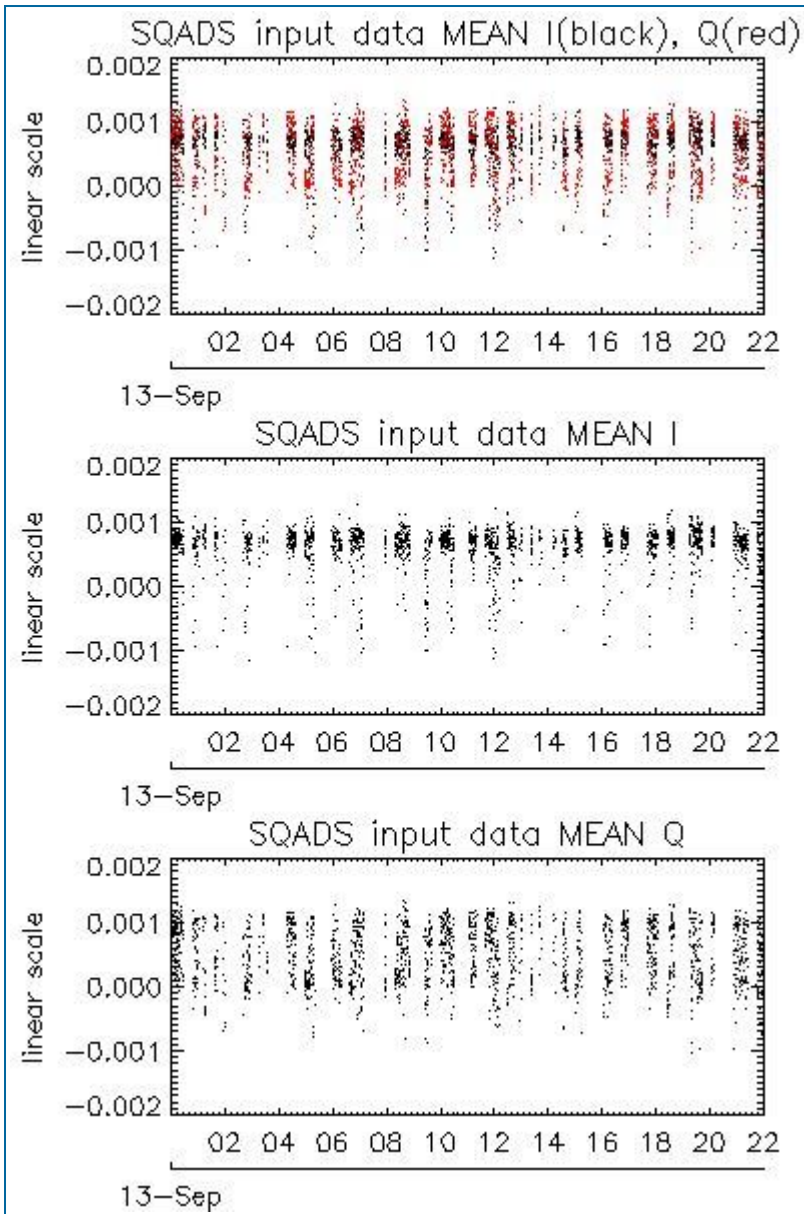 SQADS input data MEAN I(black), Q(red)
0.002
0.001
0.000
-0.001
-0.002
linear scale
02 04 06 08 10 12 14 16 18 20 22
13-Sep
SQADS input data MEAN I
0.002
0.001
0.000
-0.001
-0.002
linear scale
02 04 06 08 10 12 14 16 18 20 22
13-Sep
SQADS input data MEAN Q
0.002
0.001
0.000
-0.001
-0.002
linear scale
02 04 06 08 10 12 14 16 18 20 22
13-Sep